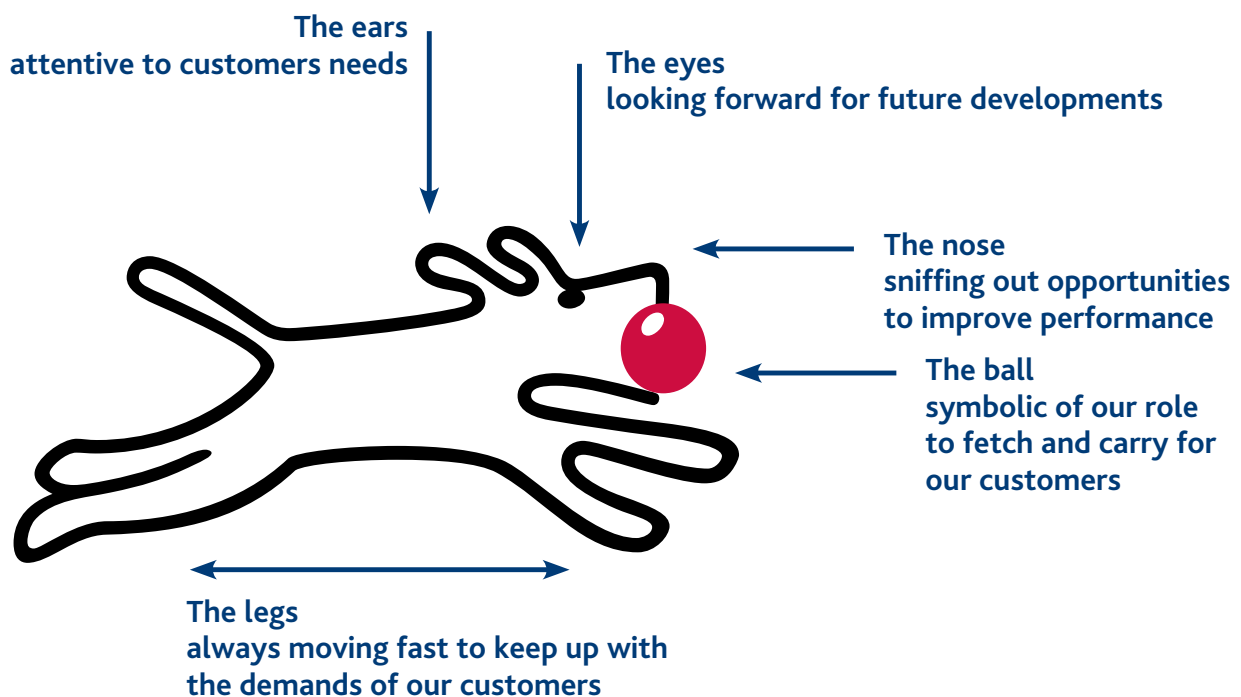 The ears
attentive to customers needs
The eyes
looking forward for future developments
The nose
sniffing out opportunities
to improve performance
The ball
symbolic of our role
to fetch and carry for
our customers
The legs
always moving fast to keep up with
the demands of our customers